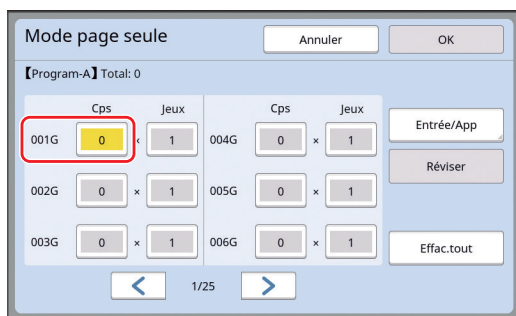 Mode page seule Annuler OK
【Program-A】 Total: 0
Cps Jeux Cps Jeux
001G 0 x 1 004G 0 x 1 Entrée/App
Réviser
002G 0 x 1 005G 0 x 1
003G 0 x 1 006G 0 x 1 Effac.tout
1/25